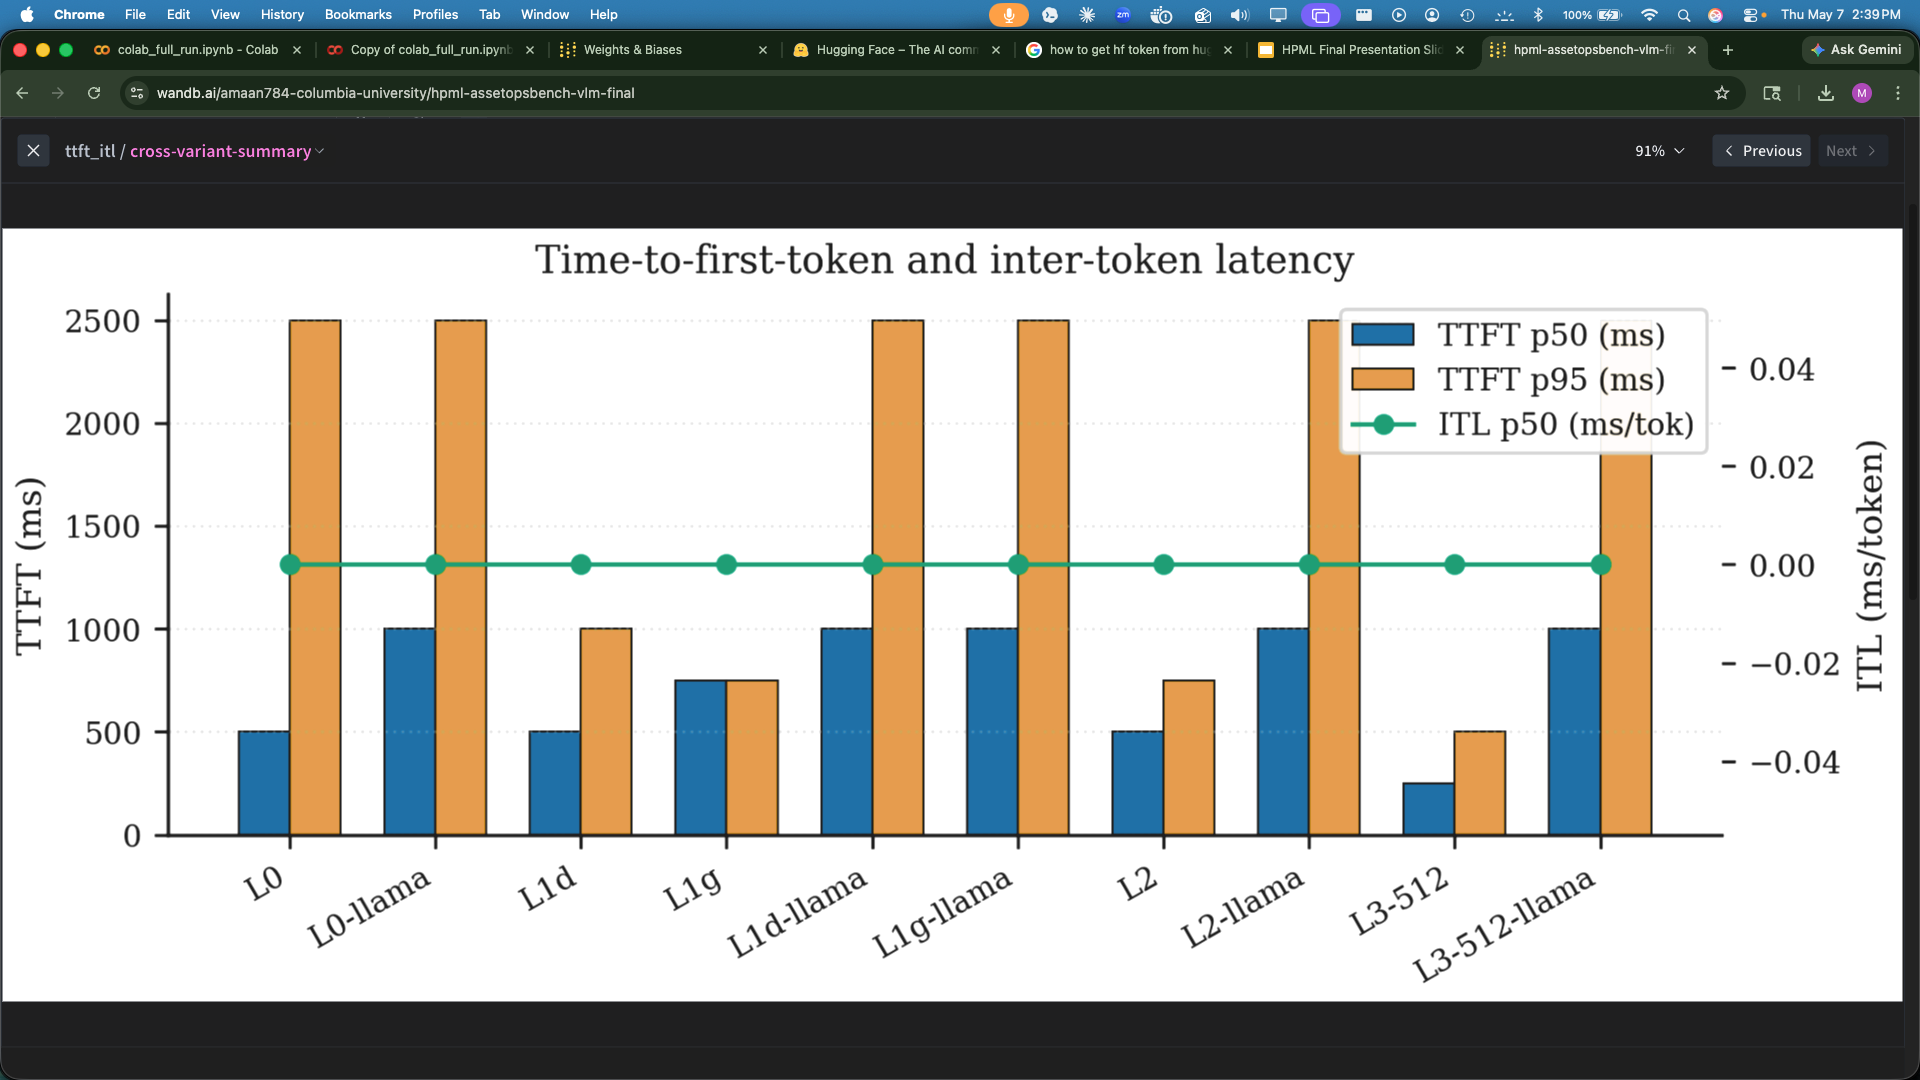 Chrome File Edit View History Bookmarks Profiles Tab Window Help zm 100% Thu May 7 2:39 PM
colab_full_run.ipynb - Colab Copy of colab_full_run.ipynb Weights & Biases Hugging Face – The AI comm how to get hf token from hug HPML Final Presentation Slid hpml-assetopsbench-vlm-fi Ask Gemini
wandb.ai/amaan784-columbia-university/hpml-assetopsbench-vlm-final M
ttft_itl / cross-variant-summary 91% Previous Next
Time-to-first-token and inter-token latency
TTFT (ms)
2500
2000
1500
1000
500
0
TTFT p50 (ms)
TTFT p95 (ms)
ITL p50 (ms/tok)
0.04
0.02
0.00
−0.02
−0.04
ITL (ms/token)
L0 L0-llama L1d L1g L1d-llama L1g-llama L2 L2-llama L3-512 L3-512-llama